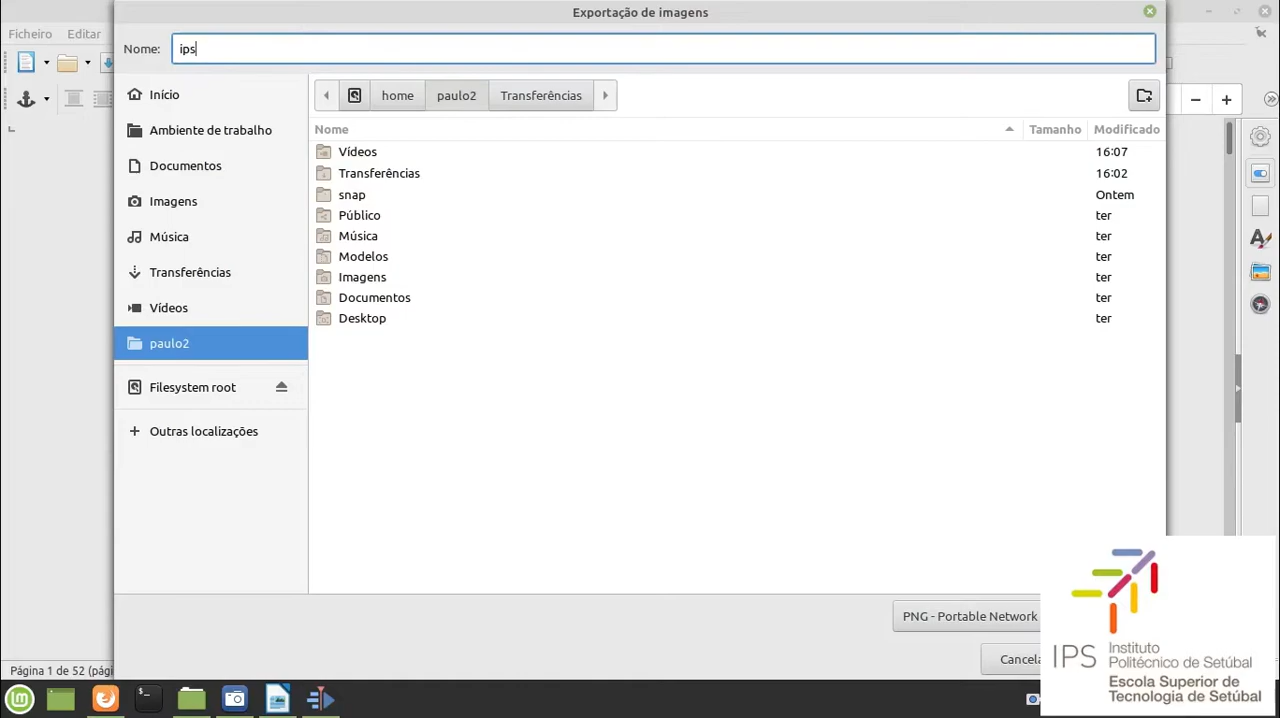 Exportação de imagens
Ficheiro Editar
Nome: ips
Início
Ambiente de trabalho
Documentos
Imagens
Música
Transferências
Vídeos
paulo2
Filesystem root
Outras localizações
home paulo2 Transferências
Nome Tamanho Modificado
Vídeos 16:07
Transferências 16:02
snap Ontem
Público ter
Música ter
Modelos ter
Imagens ter
Documentos ter
Desktop ter
PNG - Portable Network
Cancela
Página 1 de 52 (pági
IPS Instituto
Politécnico de Setúbal
Escola Superior de
Tecnologia de Setúbal